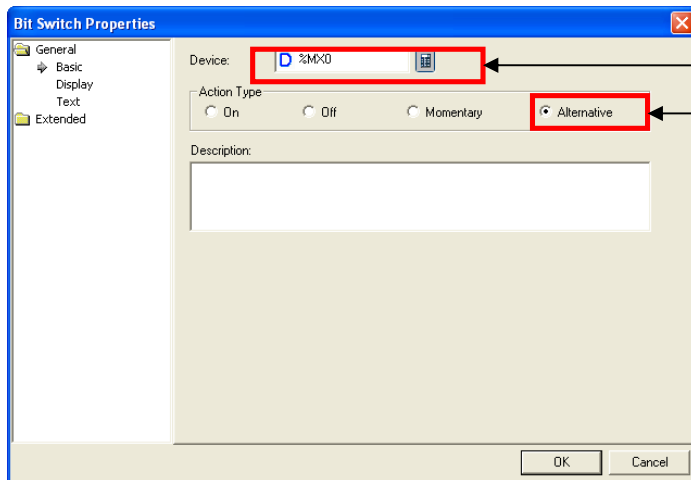 Bit Switch Properties
General
Basic
Display
Text
Extended
Device:
D %MX0
Action Type
On Off Momentary Alternative
Description:
OK Cancel